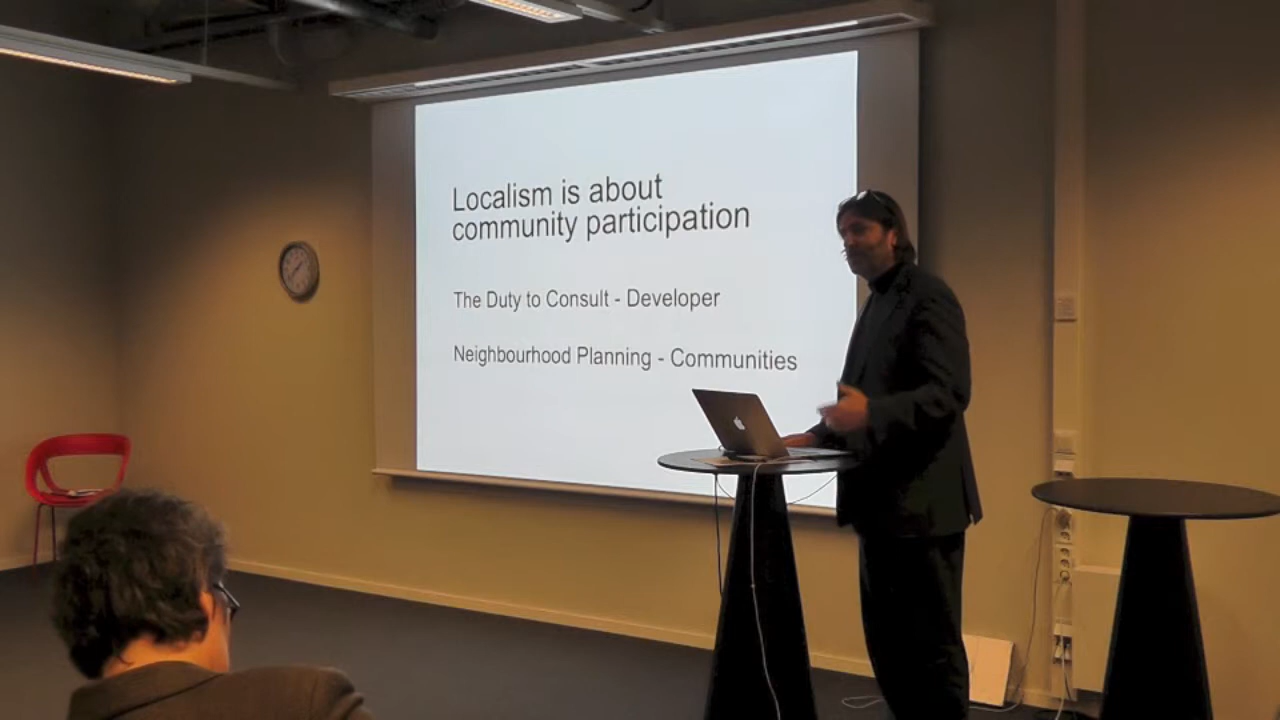 Localism is about
community participation
The Duty to Consult - Developer
Neighbourhood Planning - Communities